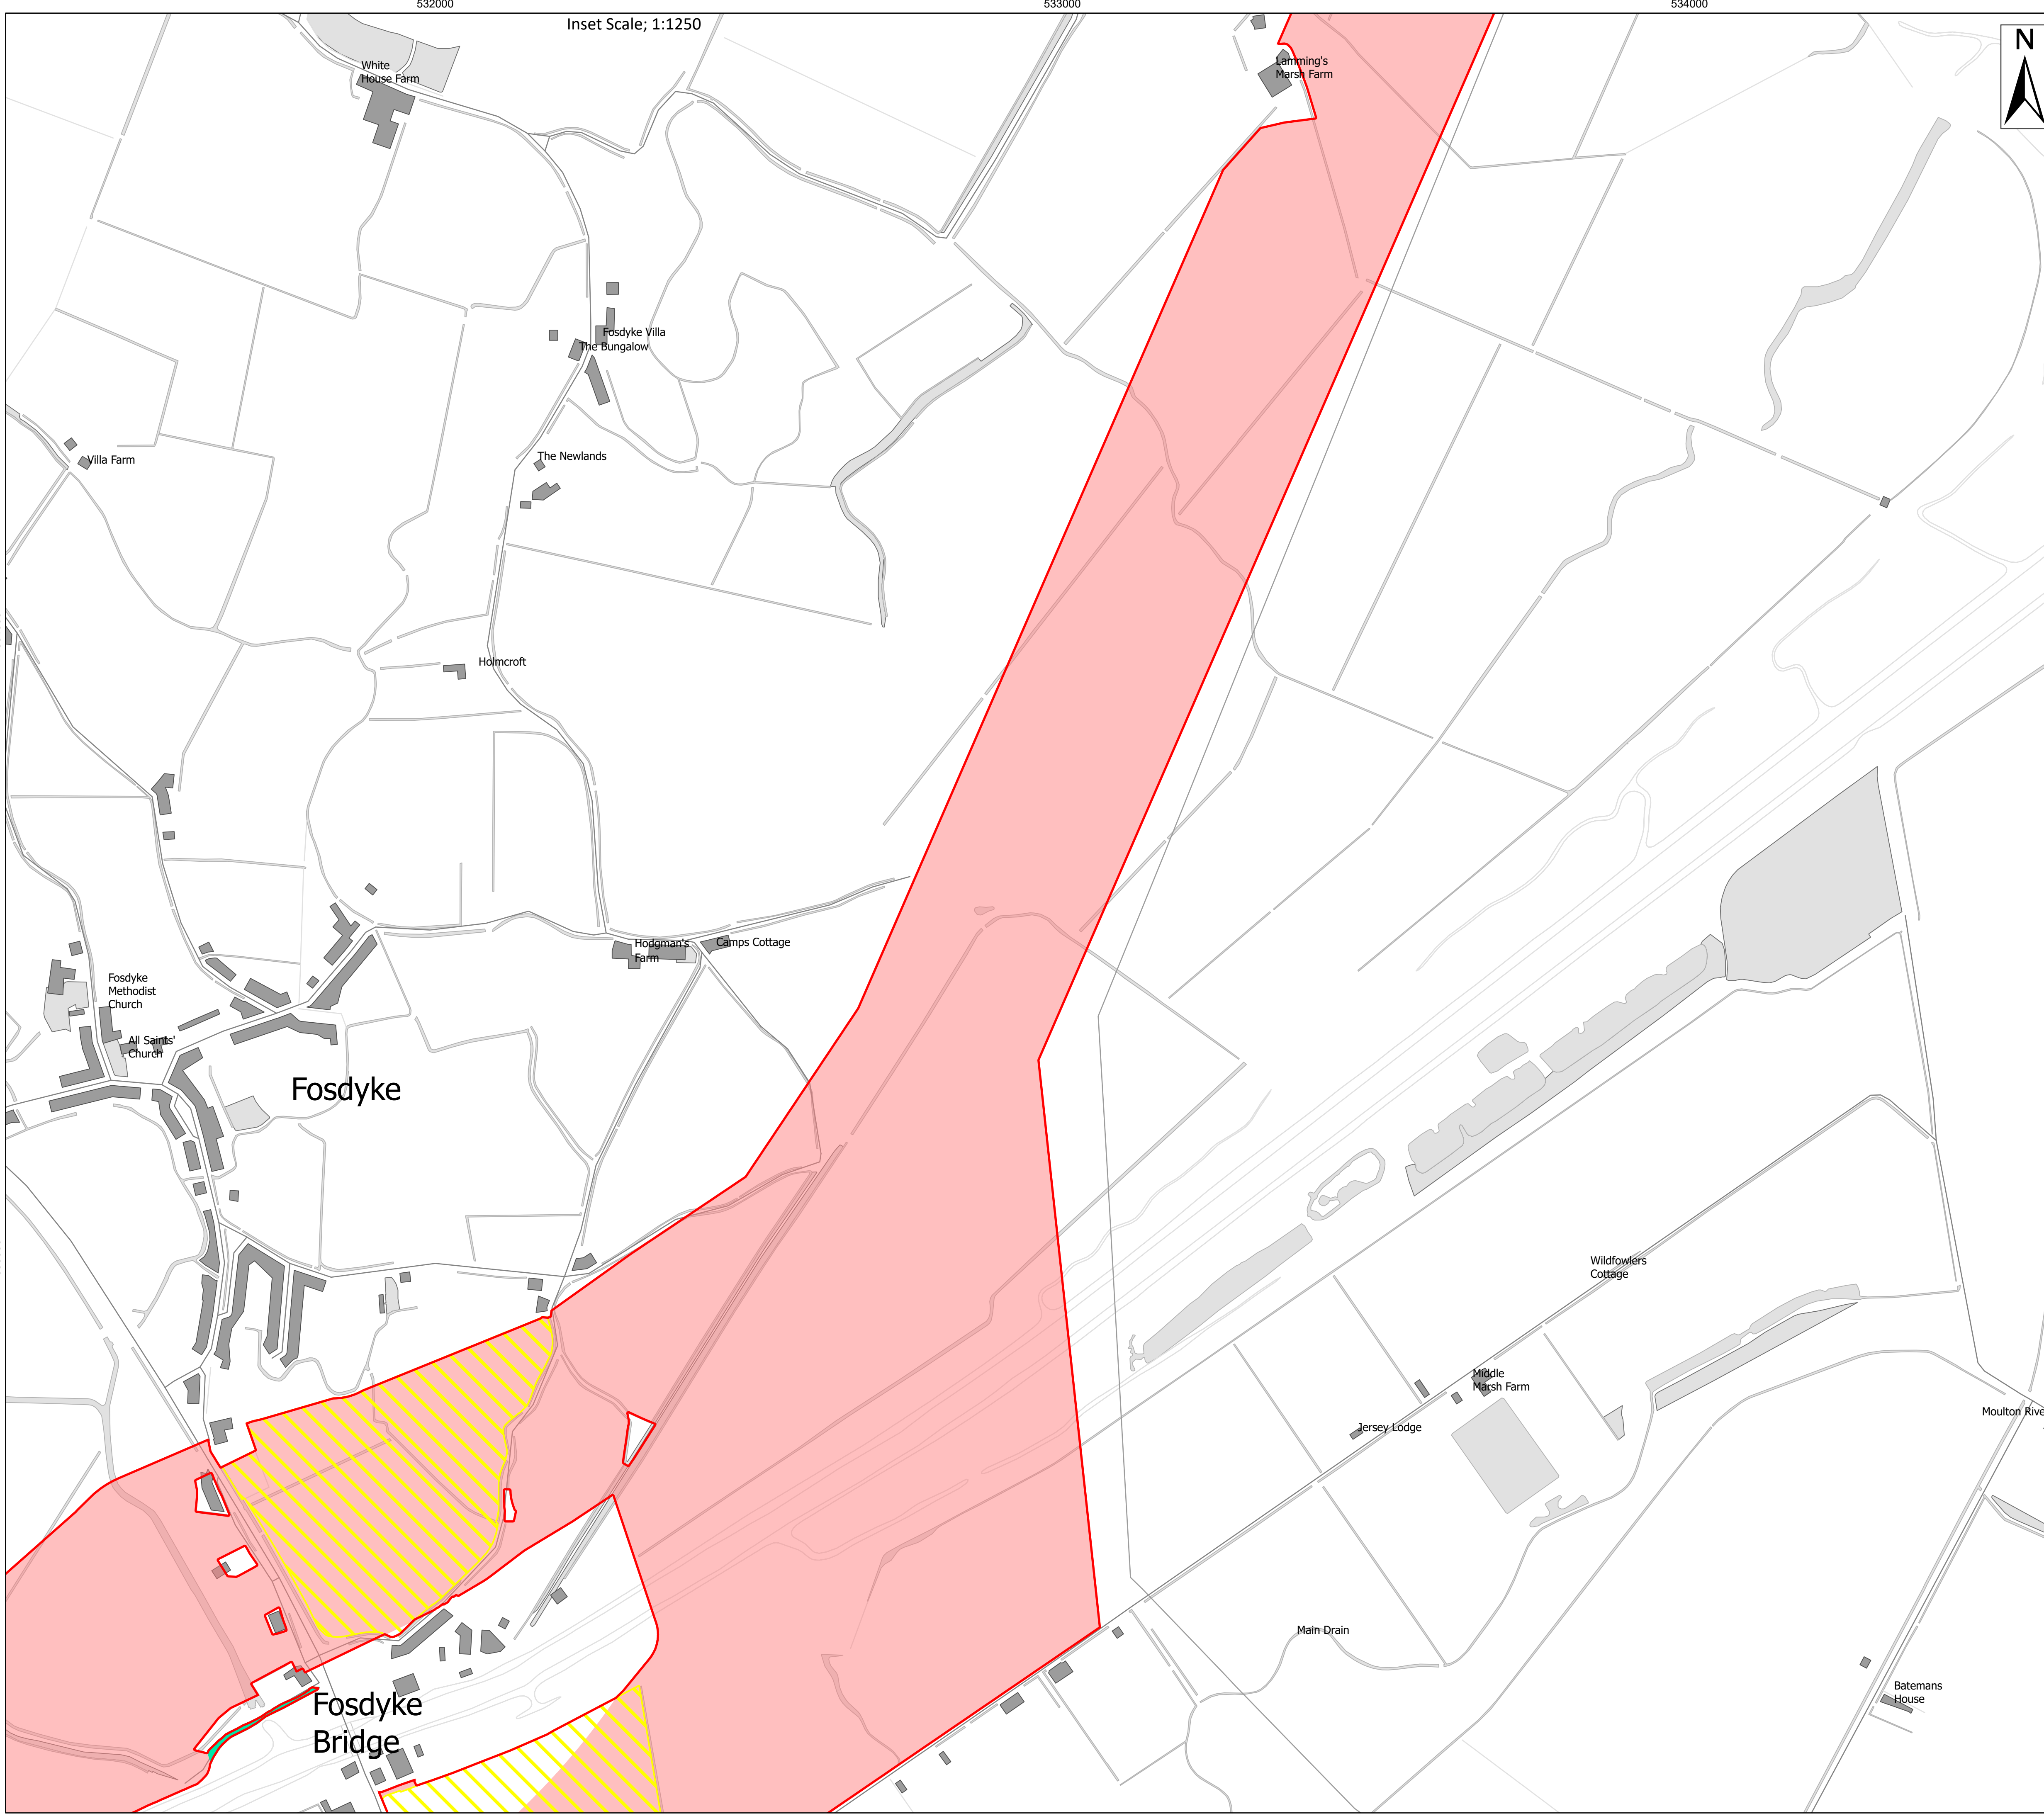 532000
533000
534000
Inset Scale; 1:1250
N
White
House Farm
Lamming's
Marsh Farm
Fosdyke Villa
The Bungalow
Villa Farm
The Newlands
Holmcroft
Hodgman's
Farm
Camps Cottage
Fosdyke
Methodist
Church
All Saints'
Church
Fosdyke
Wildfowlers
Cottage
Middle
Marsh Farm
Jersey Lodge
Main Drain
Batemans
House
Fosdyke
Bridge
Moulton